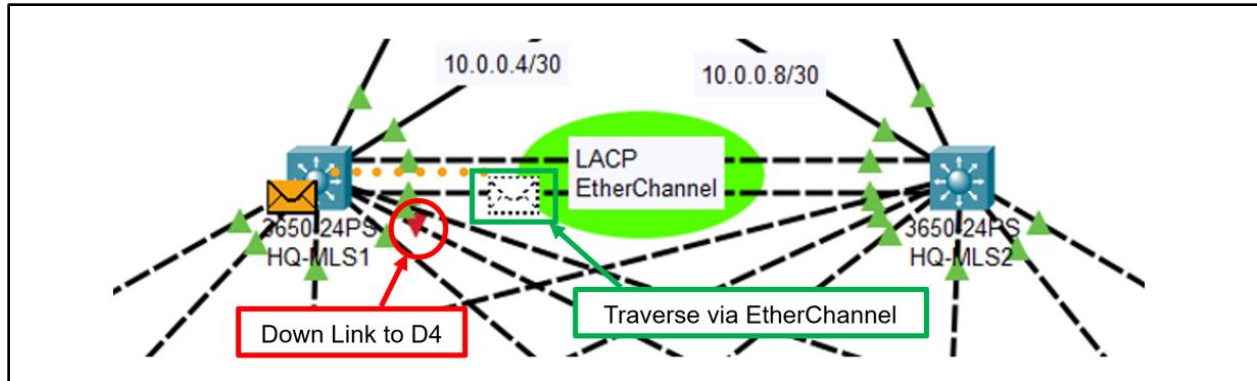 10.0.0.4/30
10.0.0.8/30
LACP
EtherChannel
3650-24PS
HQ-MLS1
3650-24PS
HQ-MLS2
Down Link to D4
Traverse via EtherChannel